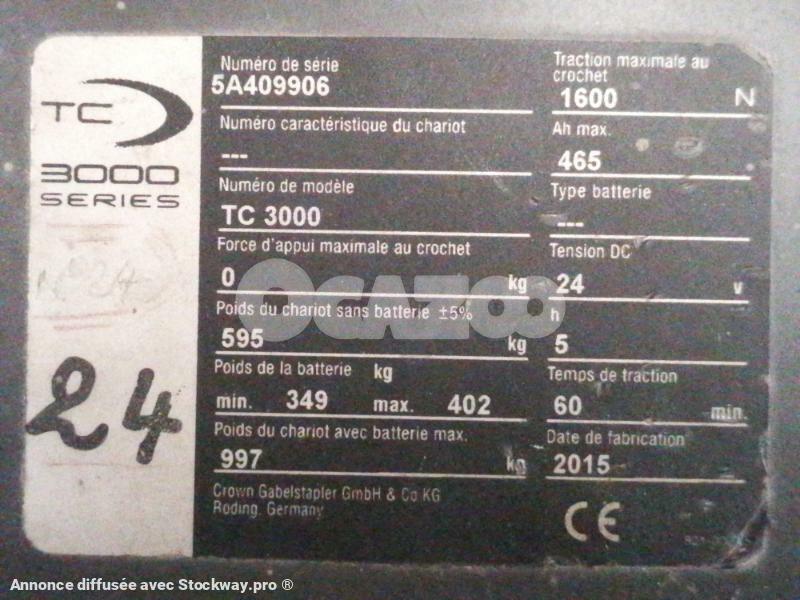 TC
3000
SERIES
24
Numéro de série
5A409906
Numéro caractéristique du chariot
---
Numéro de modèle
TC 3000
Force d'appui maximale au crochet
0 kg
Poids du chariot sans batterie ±5%
595 kg
Poids de la batterie kg
min. 349 max. 402
Poids du chariot avec batterie max.
997 kg
Crown Gabelstapler GmbH & Co KG
Roding, Germany
Traction maximale au
crochet
1600 N
Ah max.
465
Type batterie
---
Tension DC
24 v
h
5
Temps de traction
60 min.
Date de fabrication
2015
CE
OCAZOO
Annonce diffusée avec Stockway.pro ®